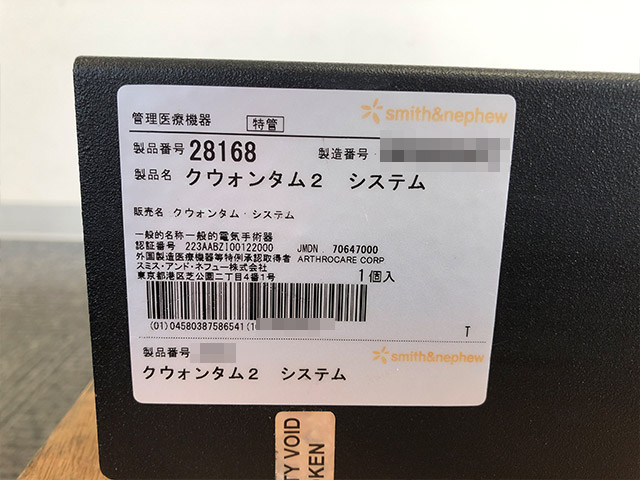 smith&nephew
管理医療機器 特管
製品番号 28168 製造番号
製品名 クウォンタム2 システム
販売名 クウォンタム・システム
一般的名称一般的電気手術器
認証番号 223AABZI00122000 JMDN 70647000
外国製造医療機器等特例承認取得者 ARTHROCARE CORP
スミス・アンド・ネフュー株式会社
東京都港区芝公園二丁目4番1号
1個入
(01)04580387586541(1
T
製品番号
smith&nephew
クウォンタム2 システム
TY VOID
KEN